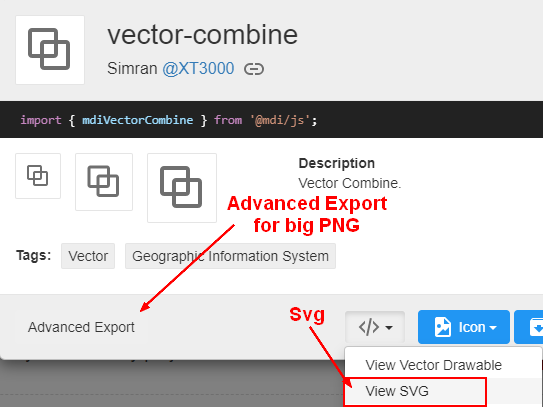 vector-combine
Simran @XT3000
import { mdiVectorCombine } from '@mdi/js';
Description
Vector Combine.
Advanced Export
for big PNG
Tags: Vector Geographic Information System
Svg
Advanced Export </> Icon
View Vector Drawable
View SVG